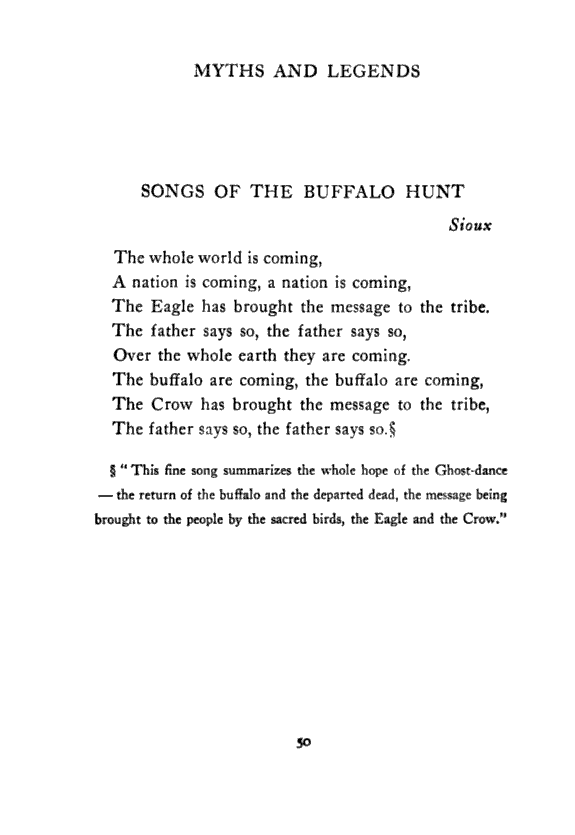 MYTHS AND LEGENDS
SONGS OF THE BUFFALO HUNT
Sioux
The whole world is coming,
A nation is coming, a nation is coming,
The Eagle has brought the message to the tribe.
The father says so, the father says so,
Over the whole earth they are coming.
The buffalo are coming, the buffalo are coming,
The Crow has brought the message to the tribe,
The father says so, the father says so.§
§ “ This fine song summarizes the whole hope of the Ghost-dance
— the return of the buffalo and the departed dead, the message being
brought to the people by the sacred birds, the Eagle and the Crow.”
50